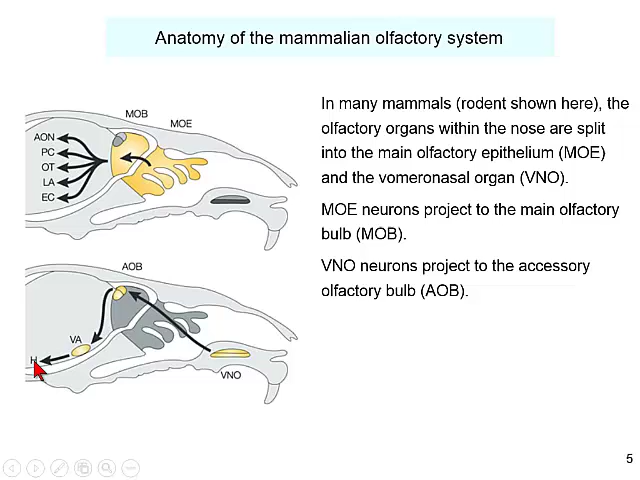 Anatomy of the mammalian olfactory system
MOB
MOE
AON
PC
OT
LA
EC
AOB
VA
H
VNO
In many mammals (rodent shown here), the
olfactory organs within the nose are split
into the main olfactory epithelium (MOE)
and the vomeronasal organ (VNO).
MOE neurons project to the main olfactory
bulb (MOB).
VNO neurons project to the accessory
olfactory bulb (AOB).
5